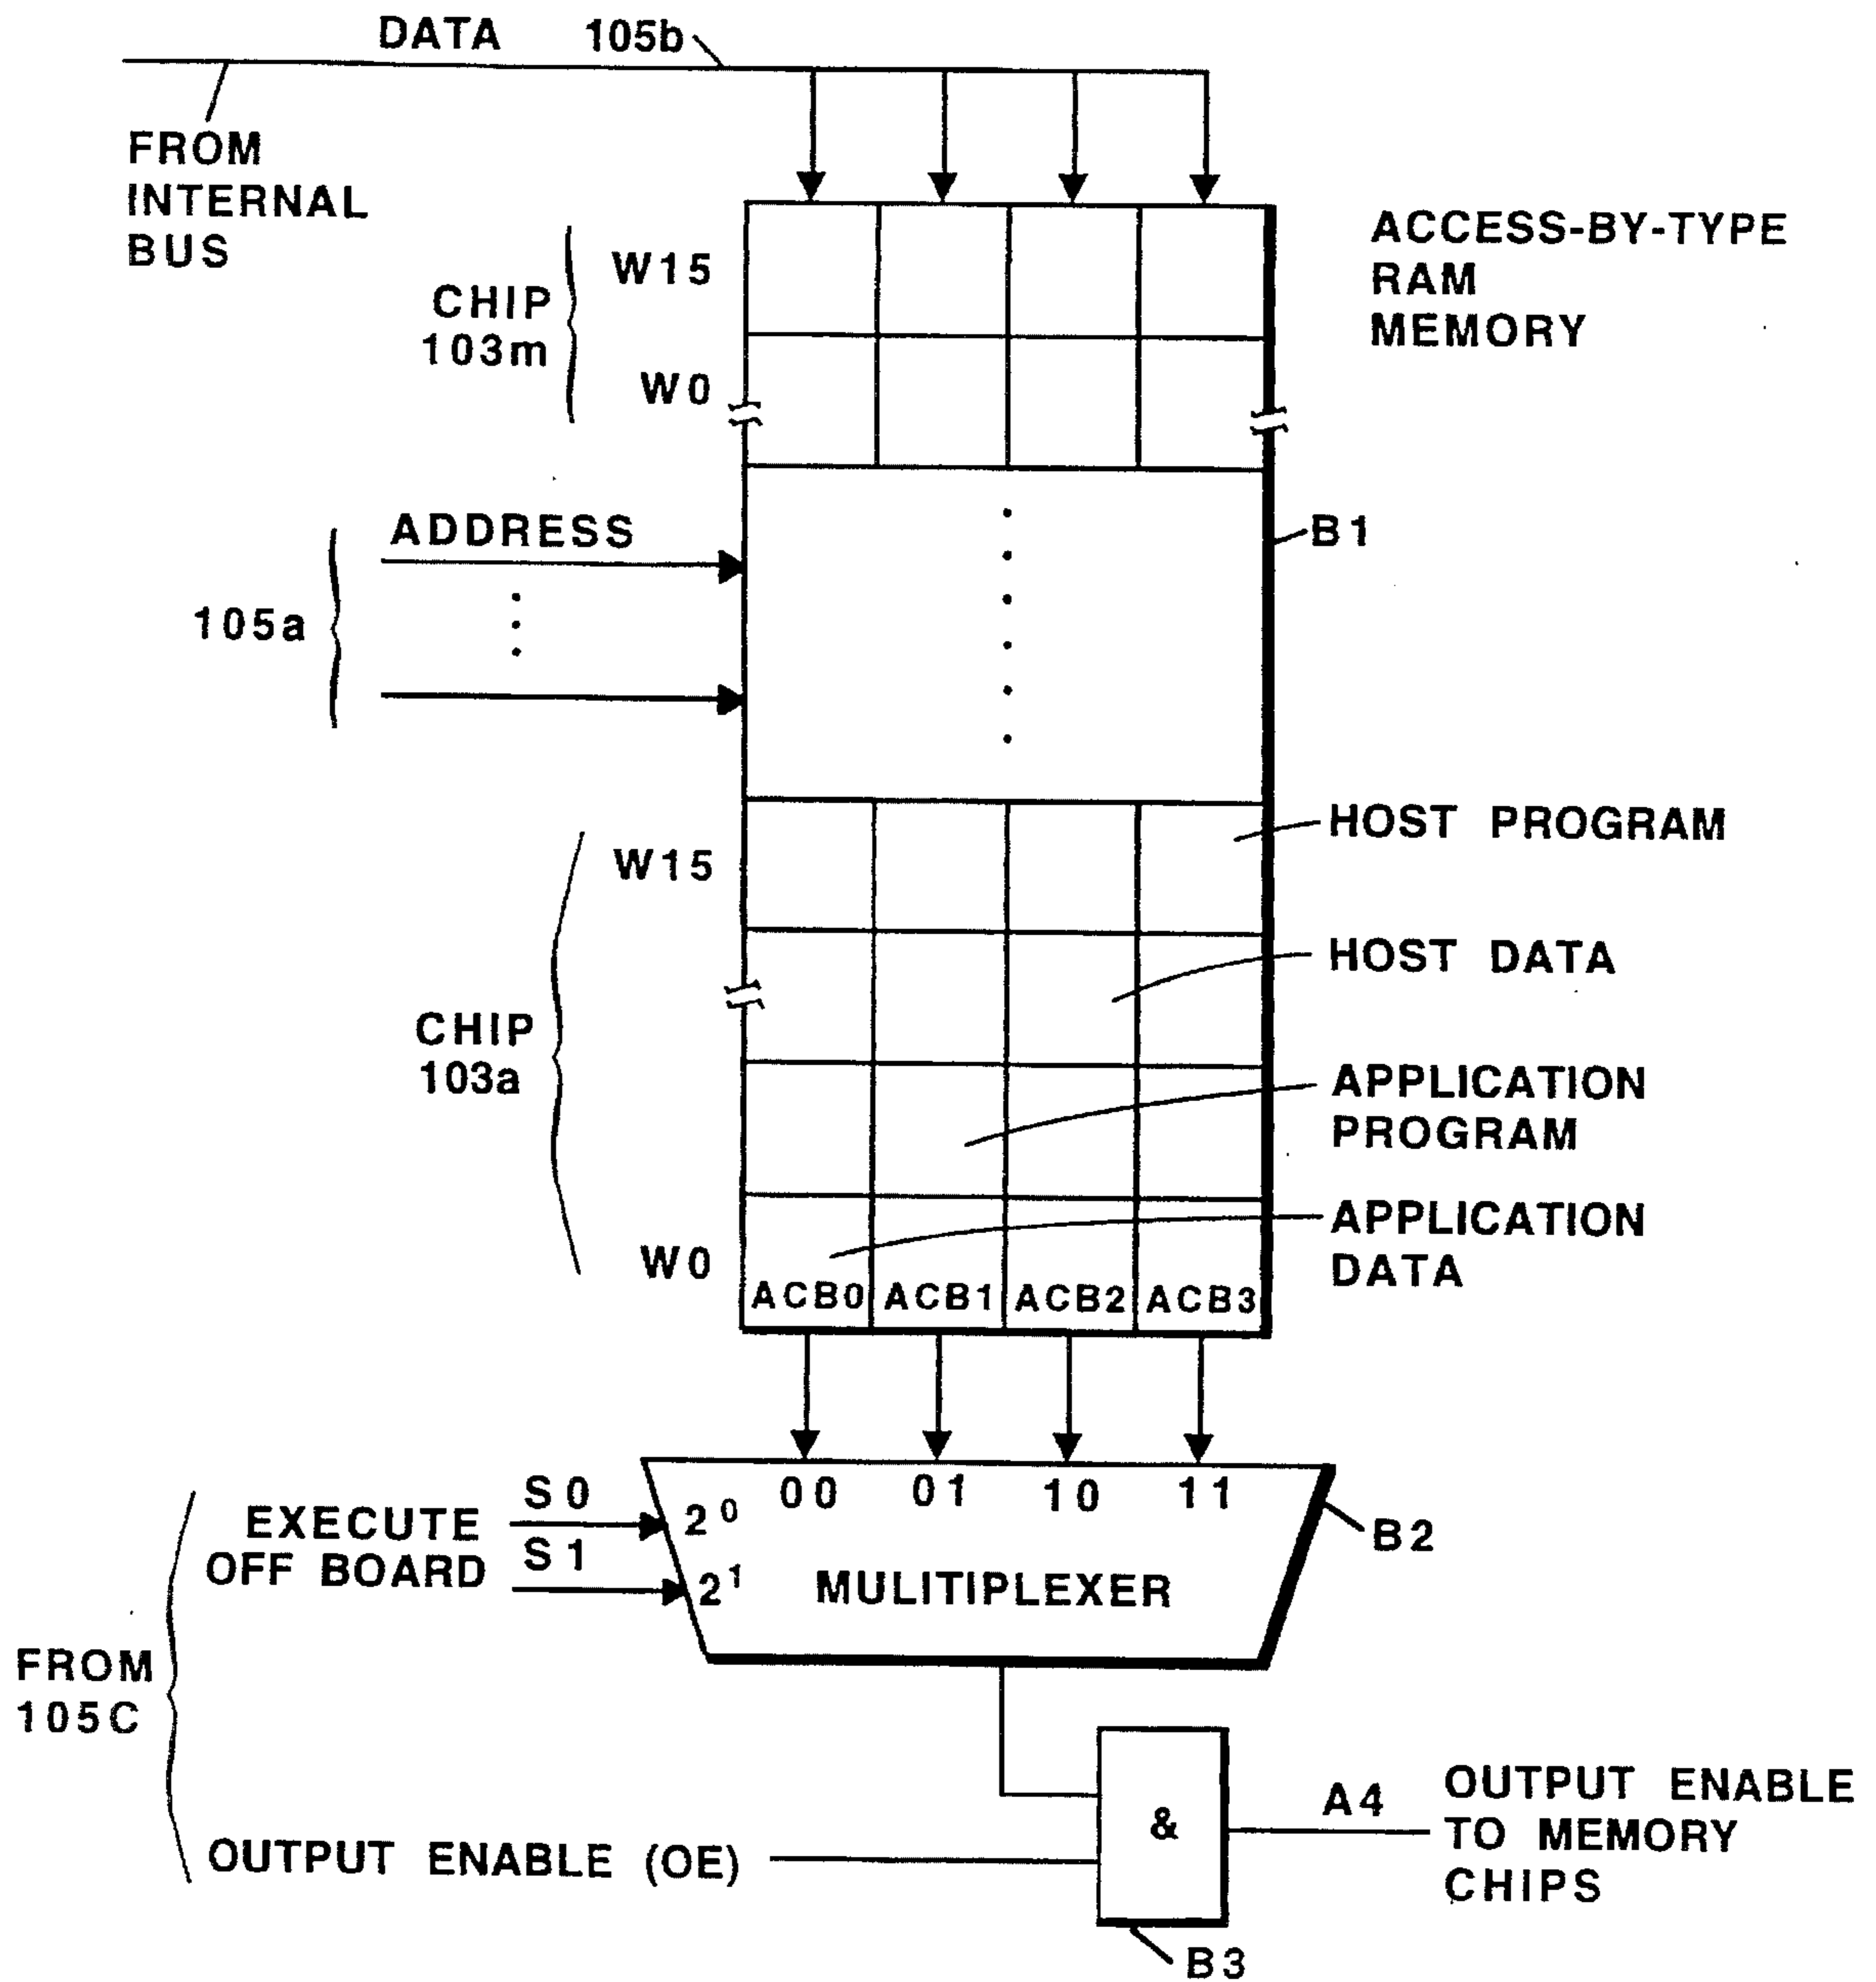 DATA 105b
FROM
INTERNAL
BUS
ACCESS-BY-TYPE
RAM
MEMORY
CHIP
103m
W15
W0
ADDRESS
105a
B1
HOST PROGRAM
W15
HOST DATA
CHIP
103a
APPLICATION
PROGRAM
APPLICATION
DATA
W0
ACB0 ACB1 ACB2 ACB3
00 01 10 11
EXECUTE
OFF BOARD
S0
S1
2⁰
2¹
MULITIPLEXER
B2
FROM
105C
OUTPUT ENABLE (OE)
&
A4
OUTPUT ENABLE
TO MEMORY
CHIPS
B3